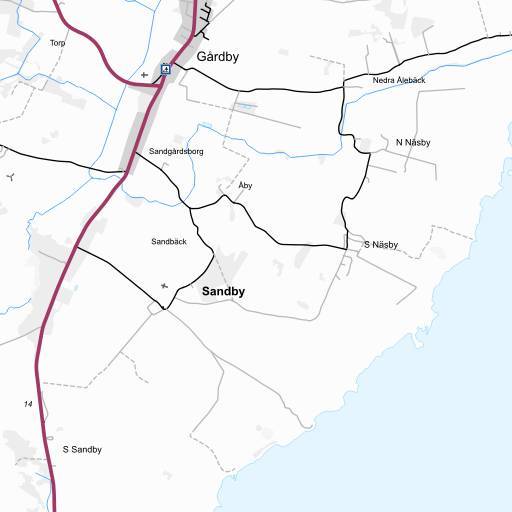 Torp
Gårdby
Nedra Ålebäck
Sandgårdsborg
N Näsby
Åby
Sandbäck
S Näsby
Sandby
14
S Sandby